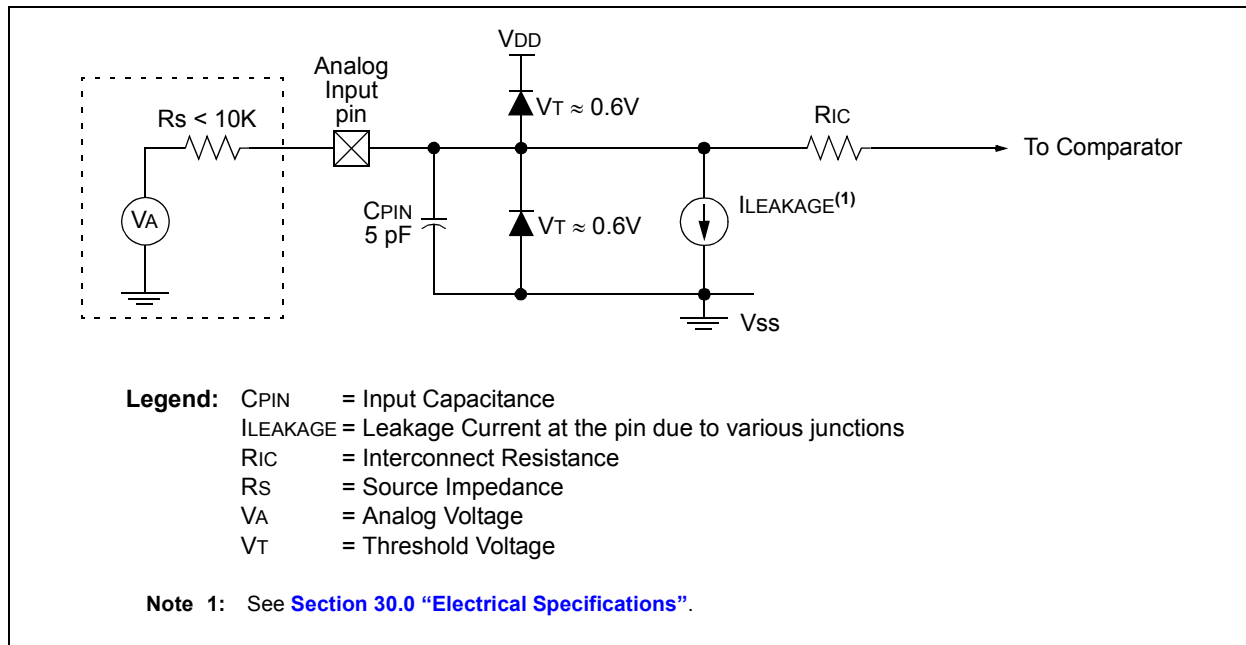 VDD
Analog
Input
pin
VT ≈ 0.6V
Rs < 10K
RIC
To Comparator
VA
CPIN
5 pF
VT ≈ 0.6V
ILEAKAGE(1)
Vss
Legend: CPIN = Input Capacitance
ILEAKAGE = Leakage Current at the pin due to various junctions
RIC = Interconnect Resistance
RS = Source Impedance
VA = Analog Voltage
VT = Threshold Voltage
Note 1: See Section 30.0 “Electrical Specifications”.